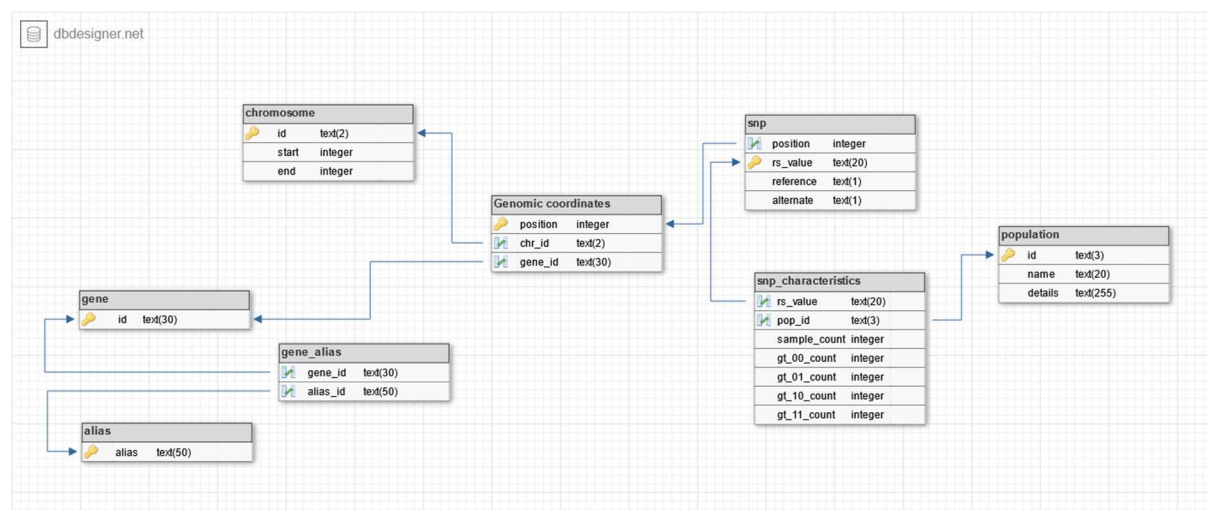 dbdesigner.net
chromosome
id text(2)
start integer
end integer
snp
position integer
rs_value text(20)
reference text(1)
alternate text(1)
Genomic coordinates
position integer
chr_id text(2)
gene_id text(30)
population
id text(3)
name text(20)
details text(255)
snp_characteristics
rs_value text(20)
pop_id text(3)
sample_count integer
gt_00_count integer
gt_01_count integer
gt_10_count integer
gt_11_count integer
gene
id text(30)
gene_alias
gene_id text(30)
alias_id text(50)
alias
alias text(50)